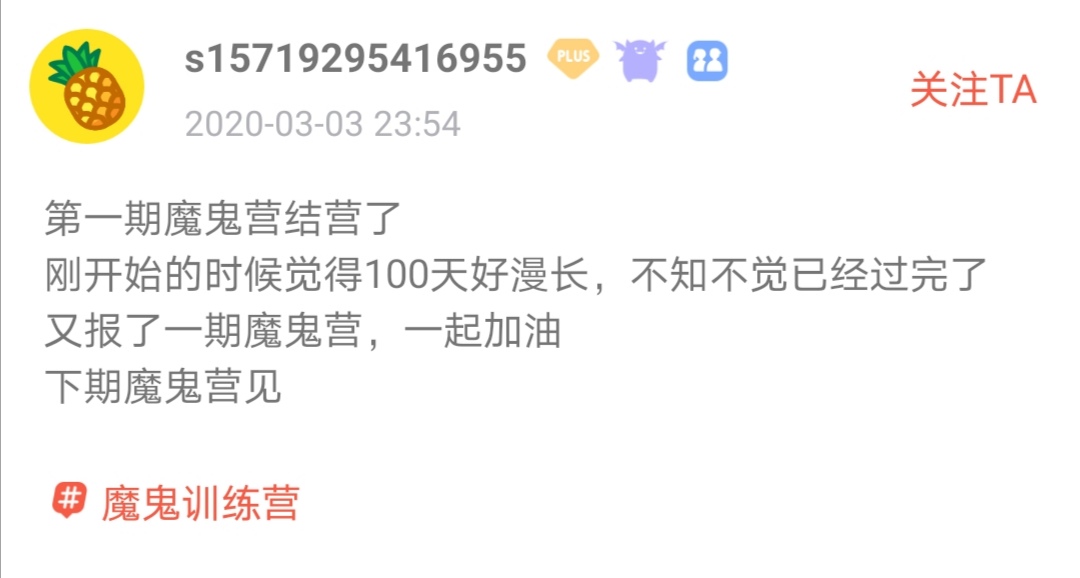 s15719295416955
PLUS
关注TA
2020-03-03 23:54
第一期魔鬼营结营了
刚开始的时候觉得100天好漫长，不知不觉已经过完了
又报了一期魔鬼营，一起加油
下期魔鬼营见
# 魔鬼训练营